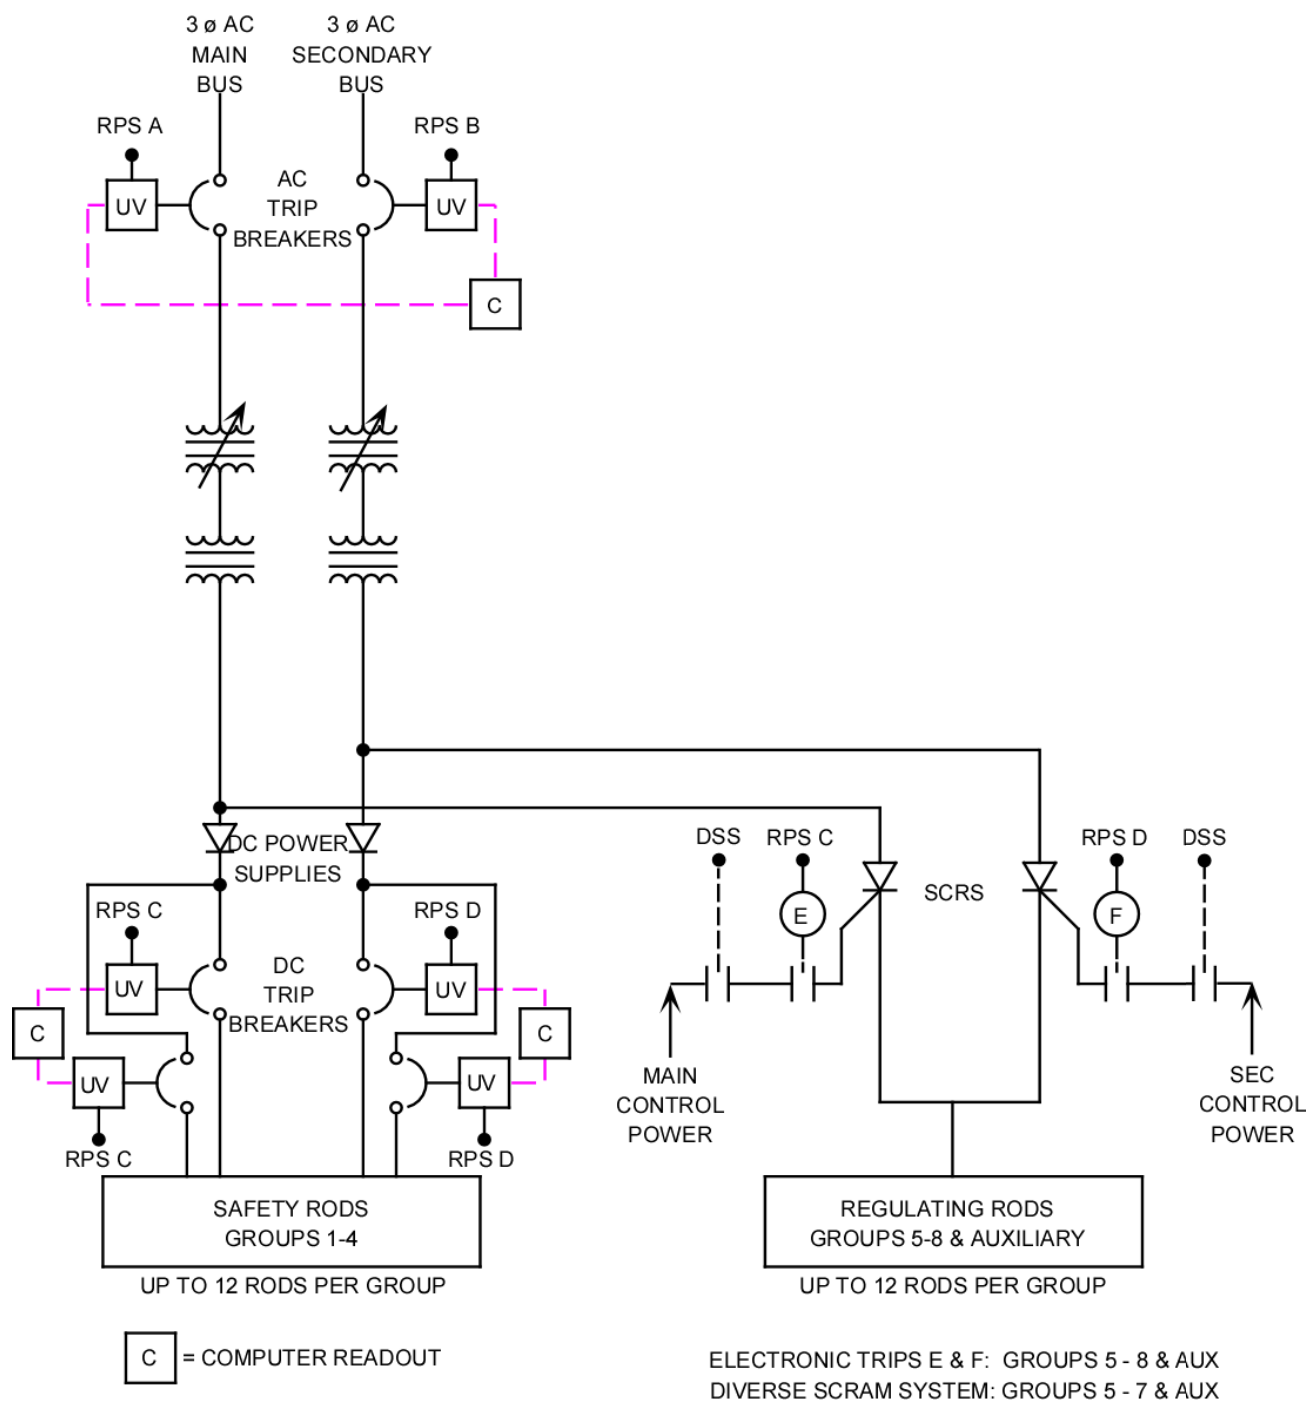 3 ø AC
MAIN
BUS
3 ø AC
SECONDARY
BUS
RPS A
RPS B
UV
AC
TRIP
BREAKERS
UV
C
DC POWER
SUPPLIES
RPS C
RPS D
UV
DC
TRIP
BREAKERS
UV
C
C
UV
UV
RPS C
RPS D
SAFETY RODS
GROUPS 1-4
UP TO 12 RODS PER GROUP
DSS
RPS C
RPS D
DSS
E
SCRS
F
MAIN
CONTROL
POWER
SEC
CONTROL
POWER
REGULATING RODS
GROUPS 5-8 & AUXILIARY
UP TO 12 RODS PER GROUP
C
= COMPUTER READOUT
ELECTRONIC TRIPS E & F: GROUPS 5 - 8 & AUX
DIVERSE SCRAM SYSTEM: GROUPS 5 - 7 & AUX